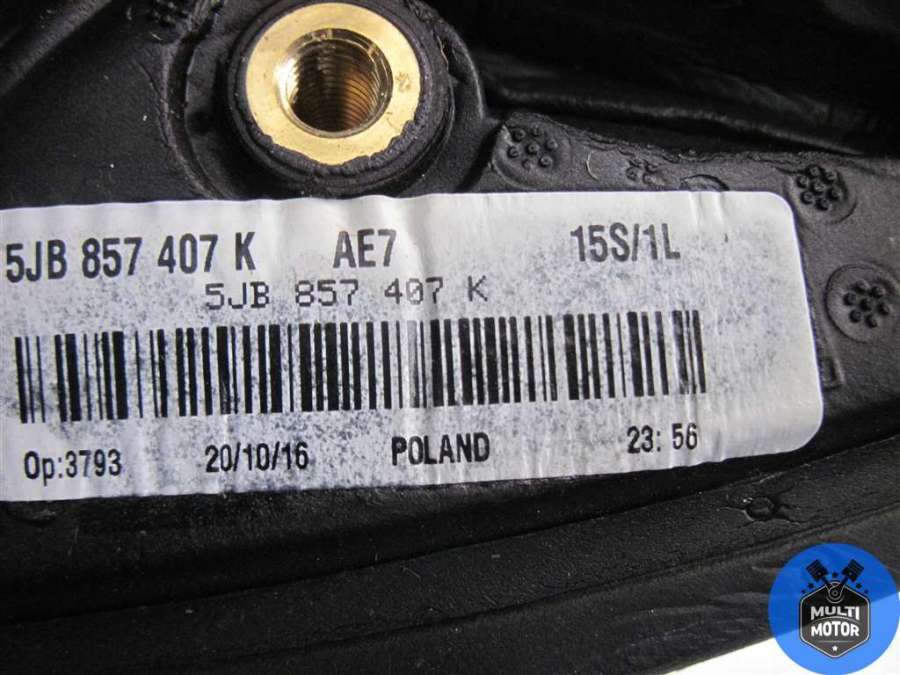 5JB 857 407 K AE7 15S/1L
5JB 857 407 K
Op:3793 20/10/16 POLAND 23: 56
MULTI
MOTOR